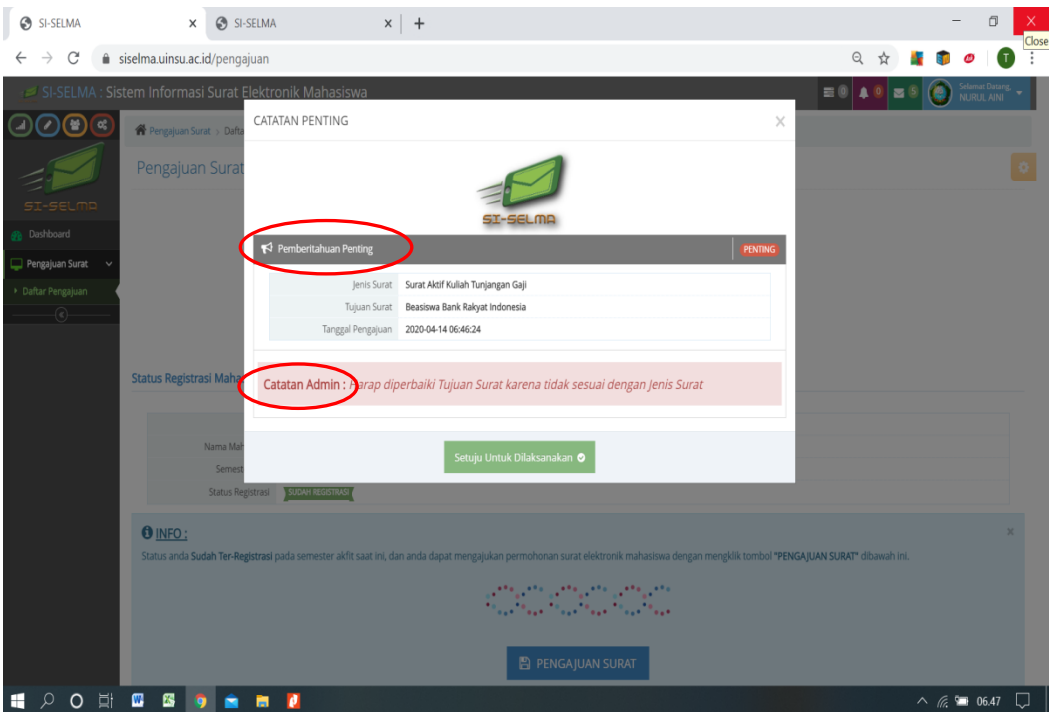 SI-SELMA
SI-SELMA
Close
siselma.uinsu.ac.id/pengajuan
T
SI-SELMA : Sistem Informasi Surat Elektronik Mahasiswa
0
0
5
Selamat Datang,
NURUL AINI
Pengajuan Surat > Dafta
Pengajuan Surat
SI-SELMA
Dashboard
Pengajuan Surat
Daftar Pengajuan
CATATAN PENTING
SI-SELMA
Pemberitahuan Penting
PENTING
Jenis Surat Surat Aktif Kuliah Tunjangan Gaji
Tujuan Surat Beasiswa Bank Rakyat Indonesia
Tanggal Pengajuan 2020-04-14 06:46:24
Catatan Admin : Harap diperbaiki Tujuan Surat karena tidak sesuai dengan Jenis Surat
Setuju Untuk Dilaksanakan
Status Registrasi Maha
Nama Mah
Semest
Status Registrasi SUDAH REGISTRASI
INFO :
Status anda Sudah Ter-Registrasi pada semester akfit saat ini, dan anda dapat mengajukan permohonan surat elektronik mahasiswa dengan mengklik tombol "PENGAJUAN SURAT" dibawah ini.
PENGAJUAN SURAT
06.47